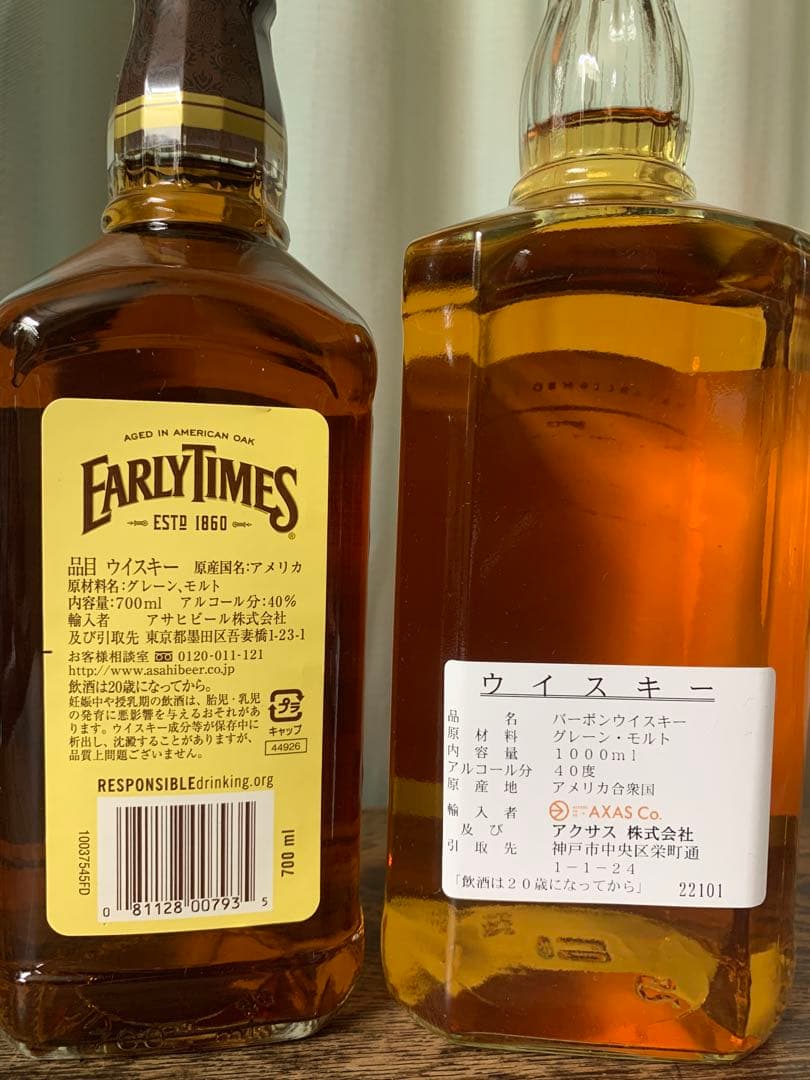 AGED IN AMERICAN OAK
EARLY TIMES
ESTD 1860
品目 ウイスキー 原産国名:アメリカ
原材料名:グレーン、モルト
内容量:700ml アルコール分:40%
輸入者 アサヒビール株式会社
及び引取先 東京都墨田区吾妻橋1-23-1
お客様相談室 0120-011-121
http://www.asahibeer.co.jp
飲酒は20歳になってから。
妊娠中や授乳期の飲酒は、胎児・乳児
の発育に悪影響を与えるおそれがあ
ります。ウイスキー成分等が保存中に
析出し、沈澱することがありますが、
品質上問題ございません。
プラ
キャップ
44926
RESPONSIBLEdrinking.org
700 ml
10037545FD
0 81128 00793 5
ウイスキー
品名 バーボンウイスキー
原材料 グレーン・モルト
内容量 1000ml
アルコール分 40度
原産地 アメリカ合衆国
輸入者 AXAS Co.
及び アクサス 株式会社
引取先 神戸市中央区栄町通
1-1-24
「飲酒は20歳になってから」 22101